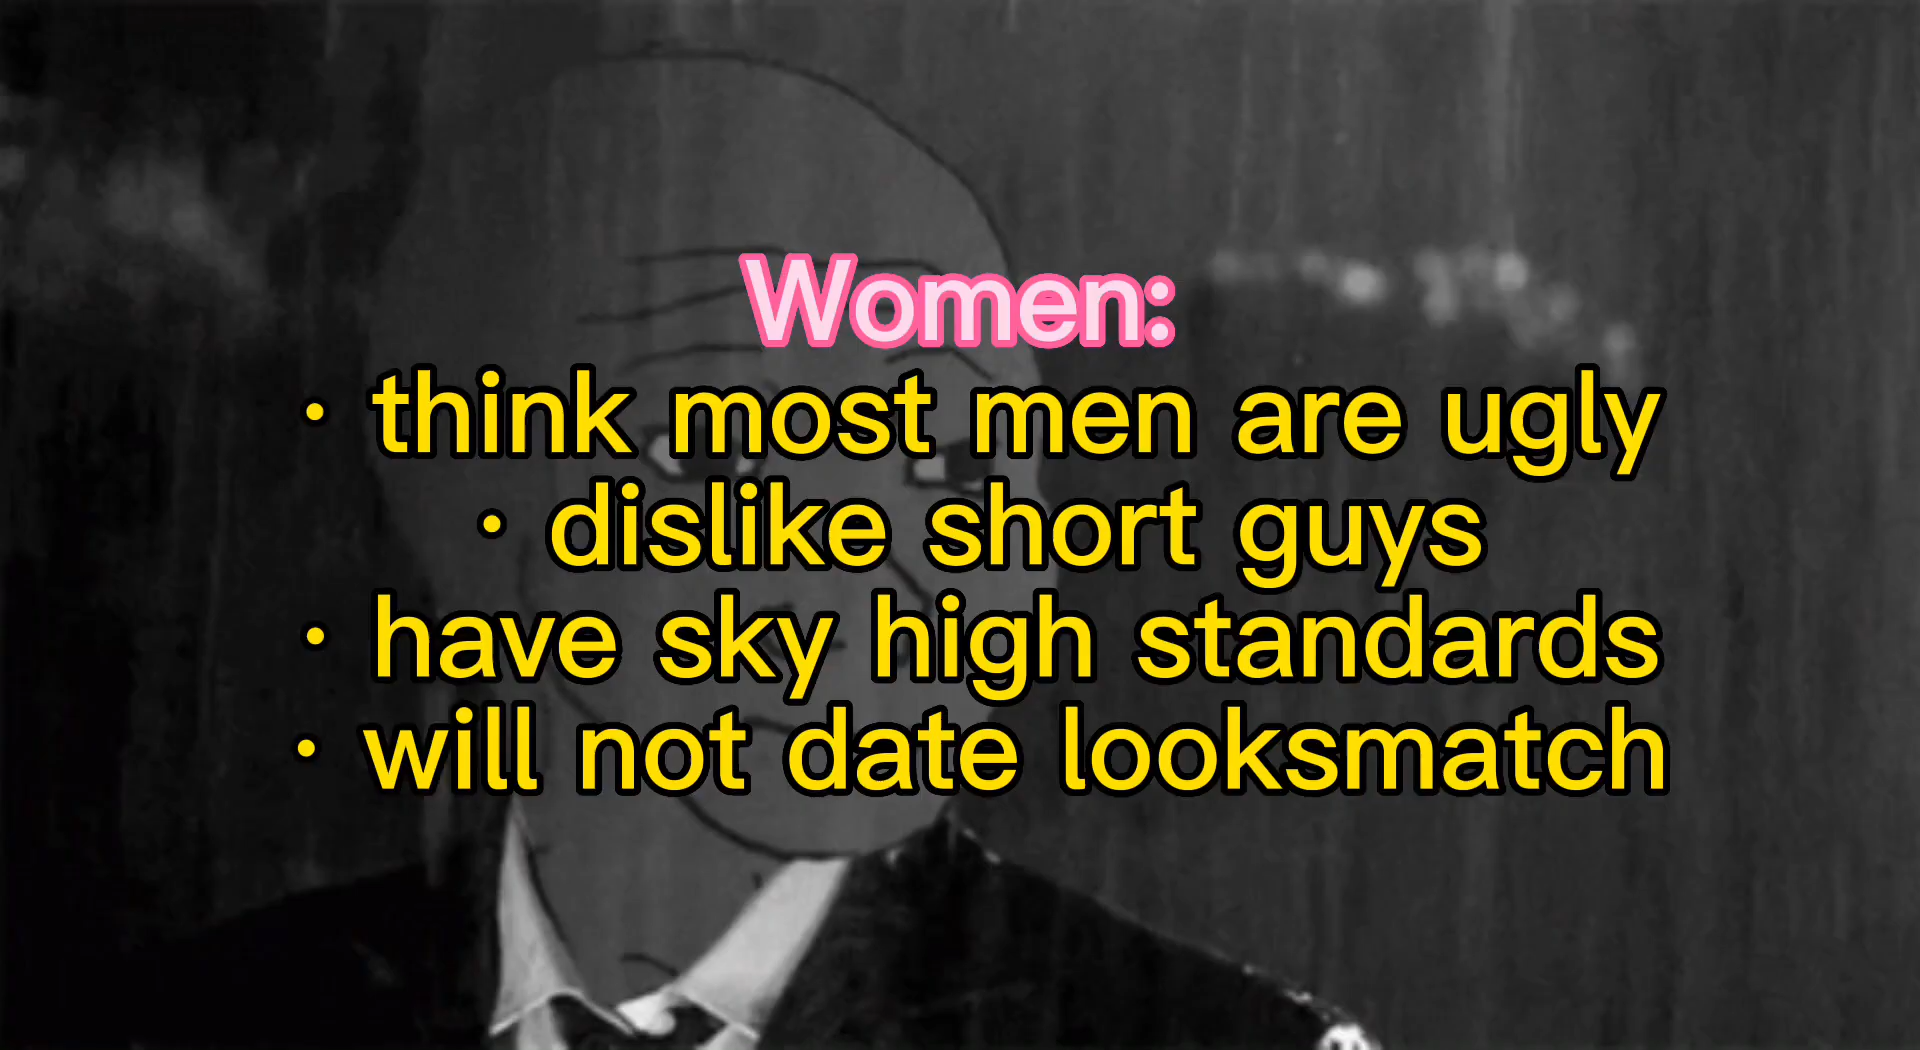 Women:
· think most men are ugly
· dislike short guys
· have sky high standards
· will not date looksmatch